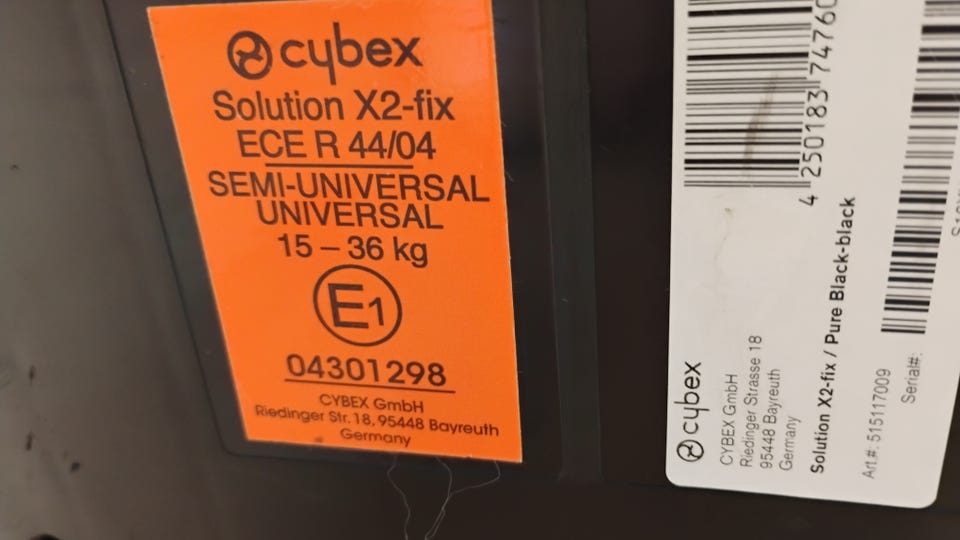 cybex
Solution X2-fix
ECE R 44/04
SEMI-UNIVERSAL
UNIVERSAL
15 – 36 kg
E1
04301298
CYBEX GmbH
Riedinger Str. 18, 95448 Bayreuth
Germany
4 250183 74760
cybex
CYBEX GmbH
Riedinger Strasse 18
95448 Bayreuth
Germany
Solution X2-fix / Pure Black-black
Art.#: 515117009
Serial#: